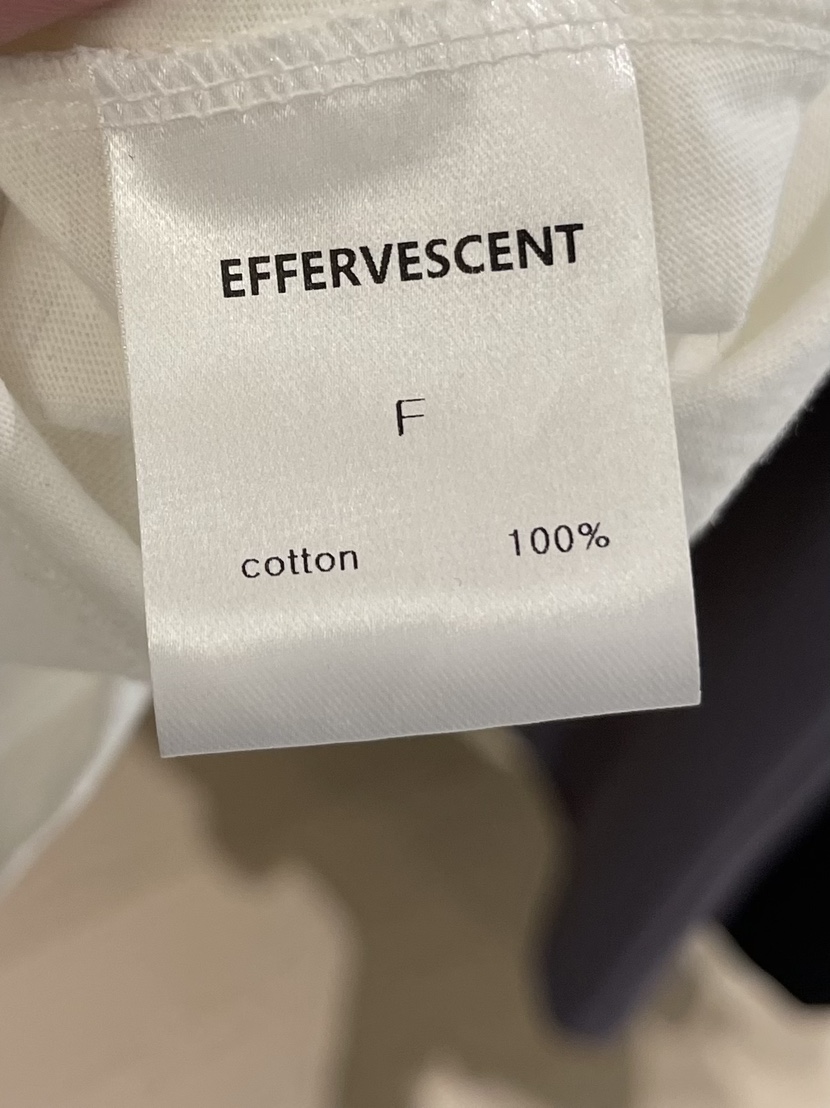 EFFERVESCENT
F
cotton 100%